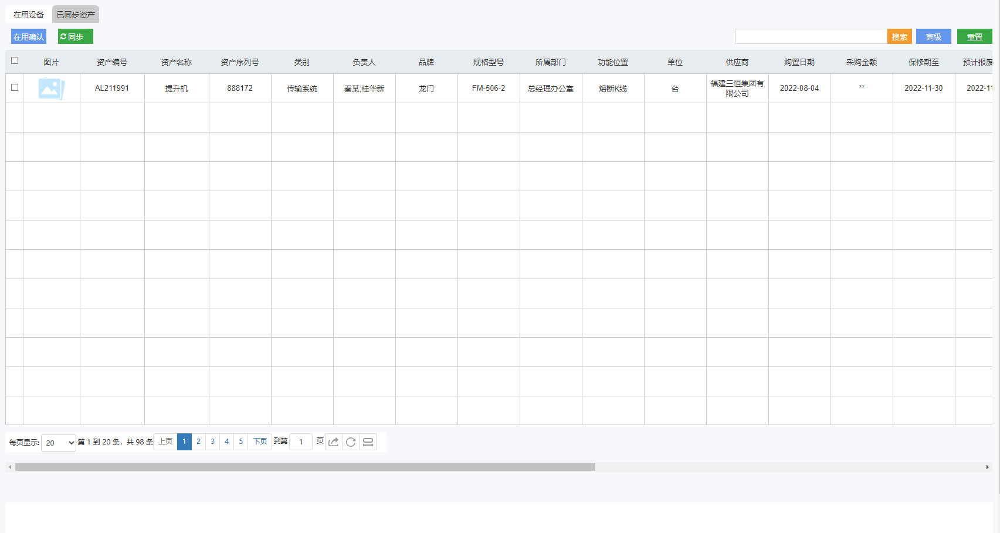 在用设备 已同步资产
在用确认 同步 搜索 高级 重置
图片 资产编号 资产名称 资产序列号 类别 负责人 品牌 规格型号 所属部门 功能位置 单位 供应商 购置日期 采购金额 保修期至 预计报废
AL211991 提升机 888172 传输系统 秦某,桂华新 龙门 FM-506-2 总经理办公室 熔断K线 台 福建三恒集团有 2022-08-04 ** 2022-11-30 2022-11
限公司
每页显示: 20 第 1 到 20 条，共 98 条 上页 1 2 3 4 5 下页 到第 1 页